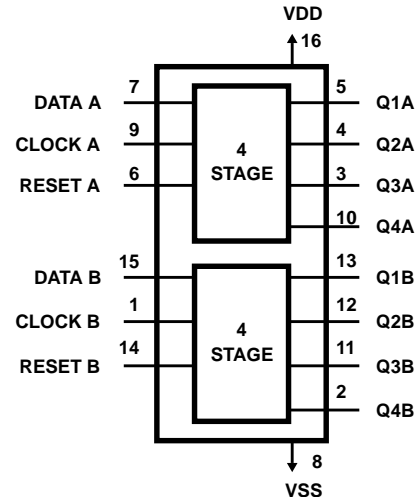 VDD
16
7 5
DATA A Q1A
9 4
CLOCK A Q2A
6 3
RESET A Q3A
4
STAGE
10
Q4A
15 13
DATA B Q1B
1 12
CLOCK B Q2B
14 11
RESET B Q3B
4
STAGE
2
Q4B
8
VSS